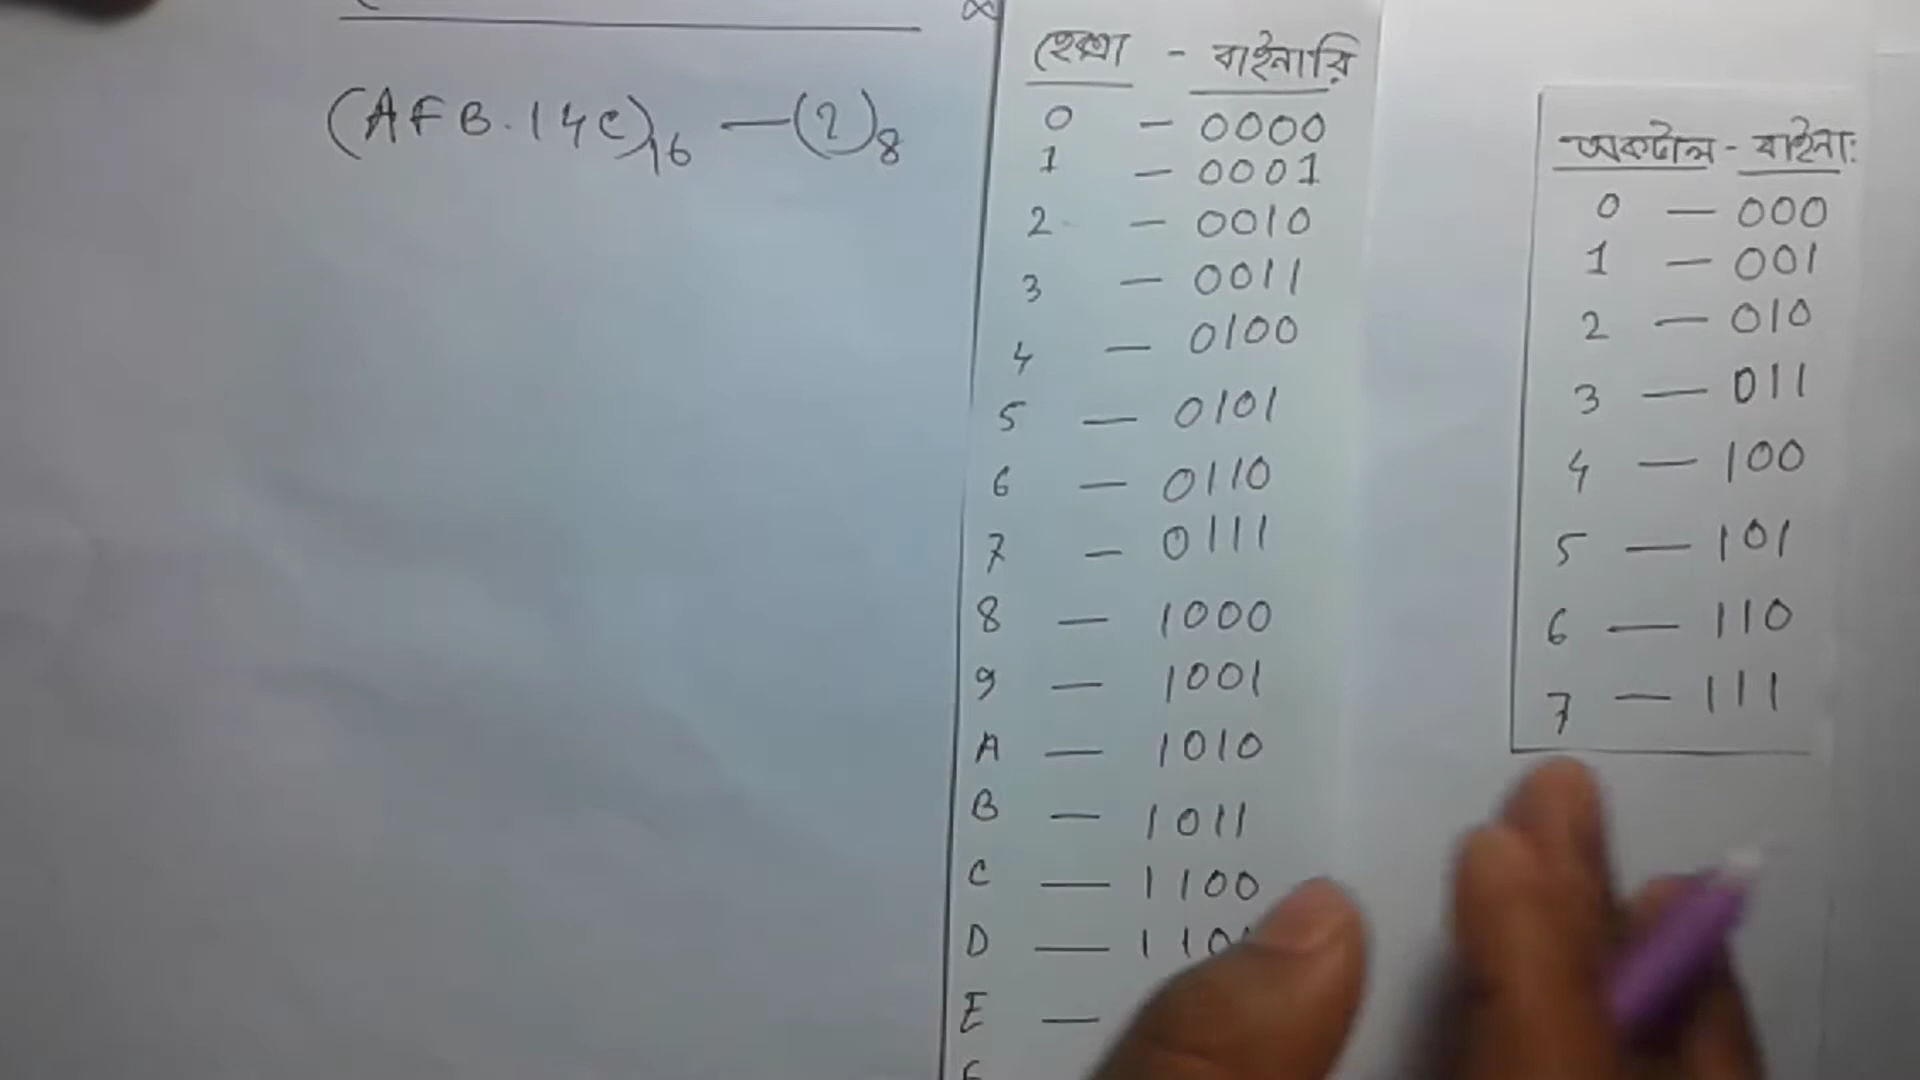 (AFB.14C)16 — (?)8
হেক্সা - বাইনারি
0 - 0000
1 - 0001
2 - 0010
3 - 0011
4 - 0100
5 - 0101
6 - 0110
7 - 0111
8 - 1000
9 - 1001
A - 1010
B - 1011
C - 1100
D - 110
E -
অকটাল - বাইনা:
0 - 000
1 - 001
2 - 010
3 - 011
4 - 100
5 - 101
6 - 110
7 - 111